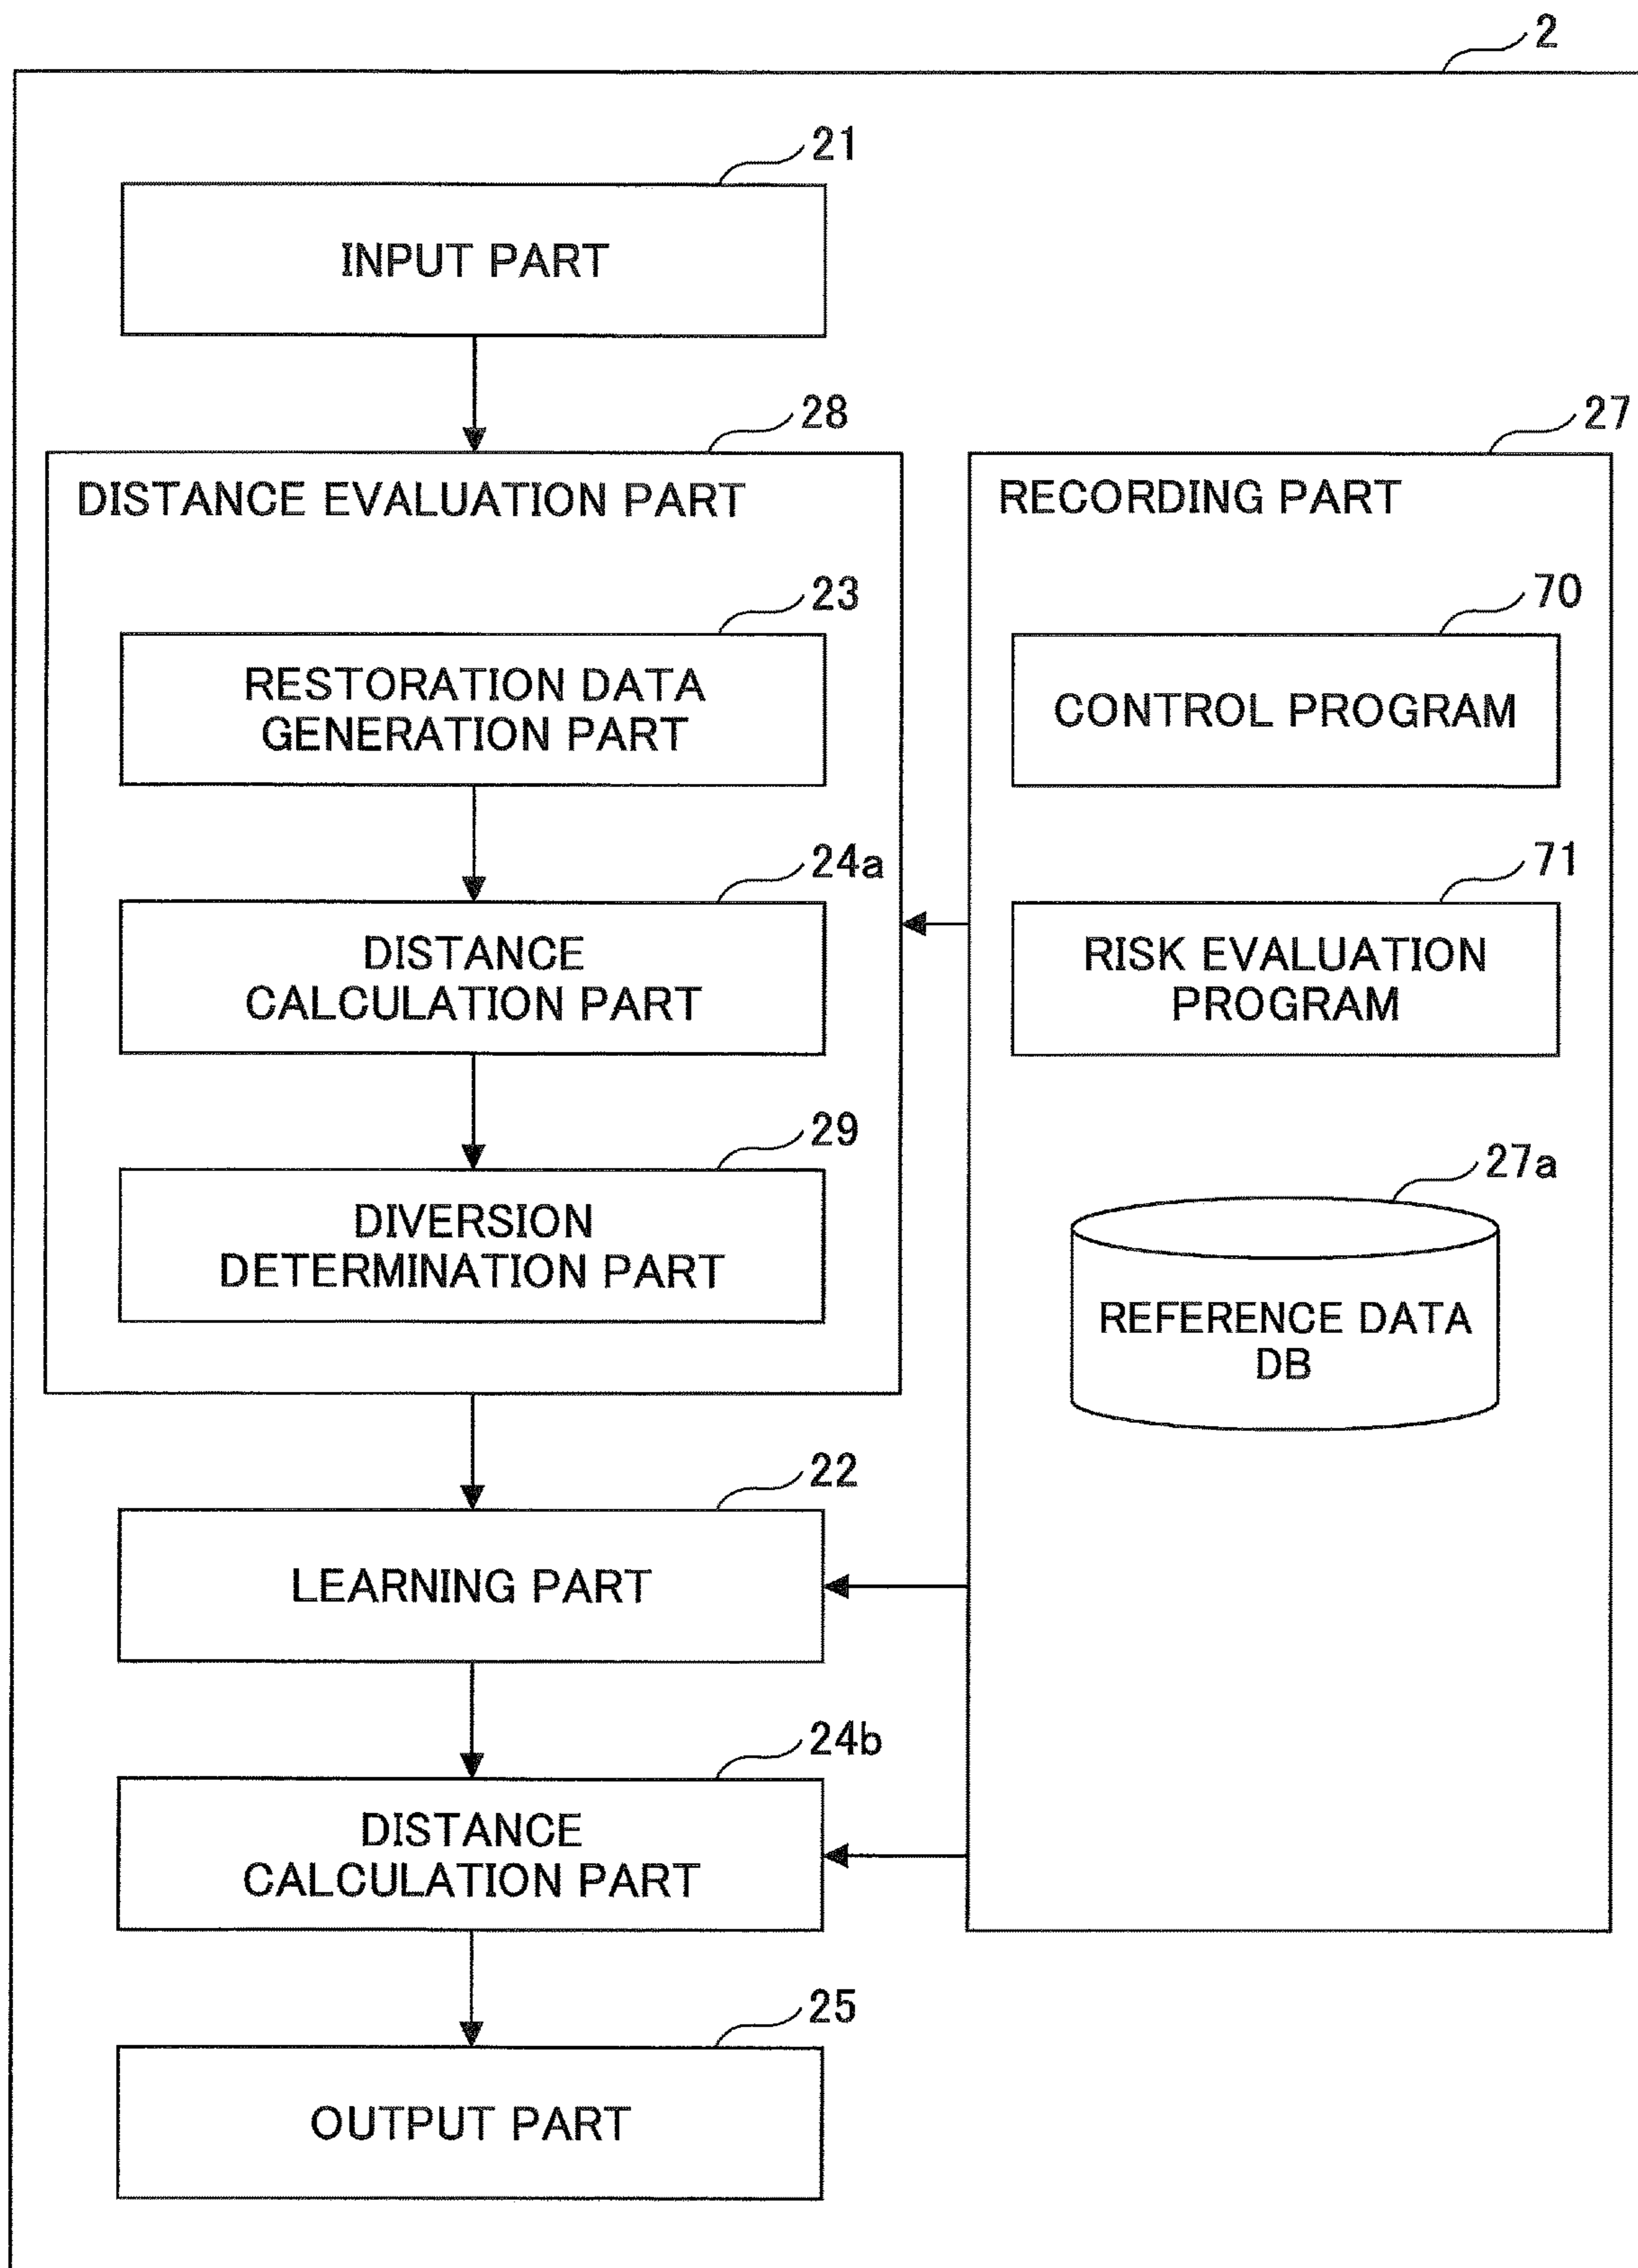 2
21
INPUT PART
28
DISTANCE EVALUATION PART
23
RESTORATION DATA
GENERATION PART
24a
DISTANCE
CALCULATION PART
29
DIVERSION
DETERMINATION PART
27
RECORDING PART
70
CONTROL PROGRAM
71
RISK EVALUATION
PROGRAM
27a
REFERENCE DATA
DB
22
LEARNING PART
24b
DISTANCE
CALCULATION PART
25
OUTPUT PART